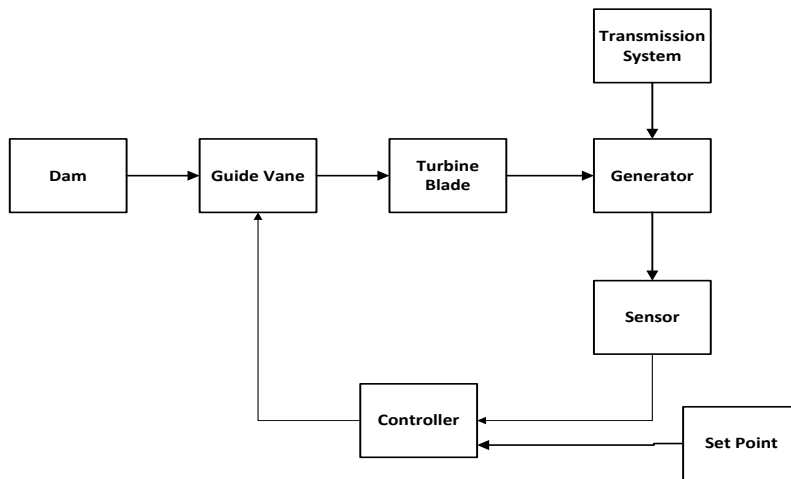 Transmission
System
Dam
Guide Vane
Turbine
Blade
Generator
Sensor
Controller
Set Point